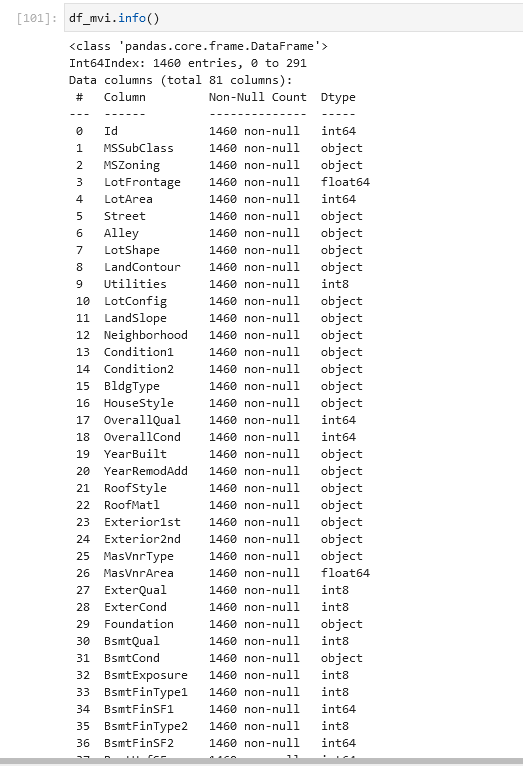 [101]: df_mvi.info()
<class 'pandas.core.frame.DataFrame'>
Int64Index: 1460 entries, 0 to 291
Data columns (total 81 columns):
 #   Column         Non-Null Count  Dtype
---  ------         --------------  -----
 0   Id             1460 non-null   int64
 1   MSSubClass     1460 non-null   object
 2   MSZoning       1460 non-null   object
 3   LotFrontage    1460 non-null   float64
 4   LotArea        1460 non-null   int64
 5   Street         1460 non-null   object
 6   Alley          1460 non-null   object
 7   LotShape       1460 non-null   object
 8   LandContour    1460 non-null   object
 9   Utilities      1460 non-null   int8
 10  LotConfig      1460 non-null   object
 11  LandSlope      1460 non-null   object
 12  Neighborhood   1460 non-null   object
 13  Condition1     1460 non-null   object
 14  Condition2     1460 non-null   object
 15  BldgType       1460 non-null   object
 16  HouseStyle     1460 non-null   object
 17  OverallQual    1460 non-null   int64
 18  OverallCond    1460 non-null   int64
 19  YearBuilt      1460 non-null   object
 20  YearRemodAdd   1460 non-null   object
 21  RoofStyle      1460 non-null   object
 22  RoofMatl       1460 non-null   object
 23  Exterior1st    1460 non-null   object
 24  Exterior2nd    1460 non-null   object
 25  MasVnrType     1460 non-null   object
 26  MasVnrArea     1460 non-null   float64
 27  ExterQual      1460 non-null   int8
 28  ExterCond      1460 non-null   int8
 29  Foundation     1460 non-null   object
 30  BsmtQual       1460 non-null   int8
 31  BsmtCond       1460 non-null   object
 32  BsmtExposure   1460 non-null   int8
 33  BsmtFinType1   1460 non-null   int8
 34  BsmtFinSF1     1460 non-null   int64
 35  BsmtFinType2   1460 non-null   int8
 36  BsmtFinSF2     1460 non-null   int64